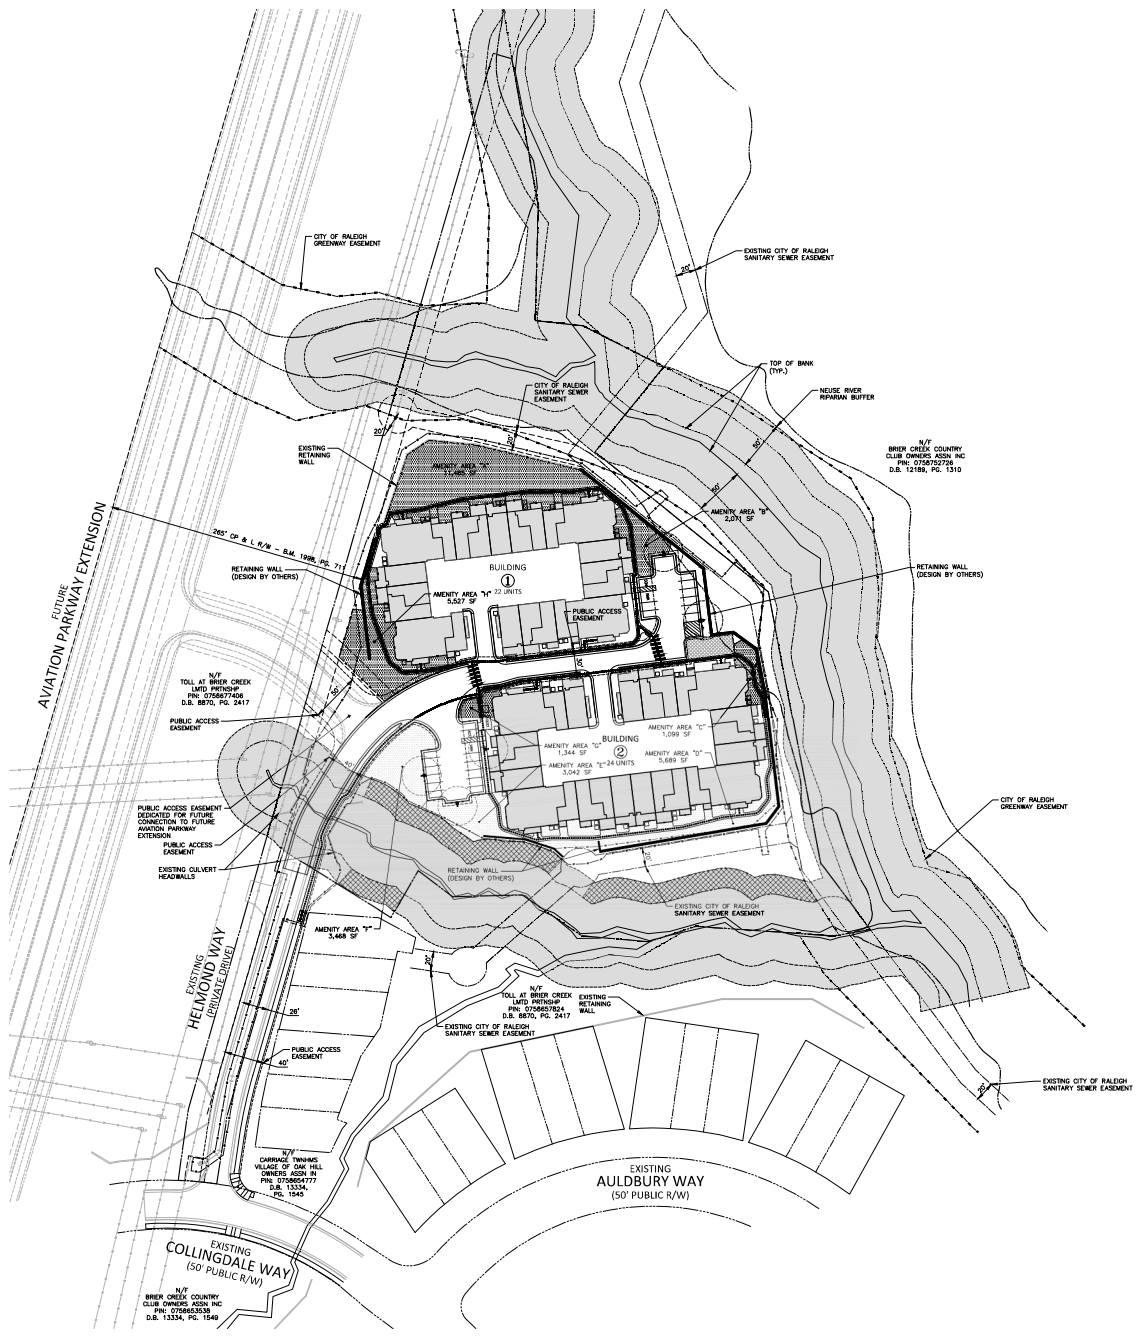 CITY OF RALEIGH
GREENWAY EASEMENT
EXISTING CITY OF RALEIGH
SANITARY SEWER EASEMENT
20'
TOP OF BANK
(TYP.)
CITY OF RALEIGH
SANITARY SEWER
EASEMENT
NEUSE RIVER
RIPARIAN BUFFER
20'
20'
50'
50'
EXISTING
RETAINING
WALL
N/F
BRIER CREEK COUNTRY
CLUB OWNERS ASSN INC
PIN: 0758752726
D.B. 12189, PG. 1310
AMENITY AREA "A"
AMENITY AREA "B"
2,071 SF
FUTURE
AVIATION PARKWAY EXTENSION
265' CP & L R/W - B.M. 1998, PG. 711
RETAINING WALL
(DESIGN BY OTHERS)
BUILDING
1
22 UNITS
AMENITY AREA "H"
5,527 SF
PUBLIC ACCESS
EASEMENT
RETAINING WALL
(DESIGN BY OTHERS)
30'
N/F
TOLL AT BRIER CREEK
LMTD PRTNSHP
PIN: 0758677406
D.B. 8870, PG. 2417
50'
PUBLIC ACCESS
EASEMENT
AMENITY AREA "C"
1,099 SF
AMENITY AREA "G"
1,344 SF
BUILDING
2
24 UNITS
AMENITY AREA "D"
5,689 SF
AMENITY AREA "E"
3,042 SF
40'
PUBLIC ACCESS EASEMENT
DEDICATED FOR FUTURE
CONNECTION TO FUTURE
AVIATION PARKWAY
EXTENSION
PUBLIC ACCESS
EASEMENT
EXISTING CULVERT
HEADWALLS
CITY OF RALEIGH
GREENWAY EASEMENT
RETAINING WALL
(DESIGN BY OTHERS)
20'
EXISTING CITY OF RALEIGH
SANITARY SEWER EASEMENT
AMENITY AREA "F"
3,468 SF
20'
EXISTING
HELMOND WAY
(PRIVATE DRIVE)
N/F
TOLL AT BRIER CREEK
LMTD PRTNSHP
PIN: 0758657824
D.B. 8870, PG. 2417
EXISTING
RETAINING
WALL
26'
EXISTING CITY OF RALEIGH
SANITARY SEWER EASEMENT
PUBLIC ACCESS
EASEMENT
40'
20'
EXISTING CITY OF RALEIGH
SANITARY SEWER EASEMENT
N/F
CARRIAGE TWNHMS
VILLAGE OF OAK HILL
OWNERS ASSN IN
PIN: 0758654777
D.B. 13334,
PG. 1545
EXISTING
AULDBURY WAY
(50' PUBLIC R/W)
EXISTING
COLLINGDALE WAY
(50' PUBLIC R/W)
N/F
BRIER CREEK COUNTRY
CLUB OWNERS ASSN INC
PIN: 0758653538
D.B. 13334, PG. 1549